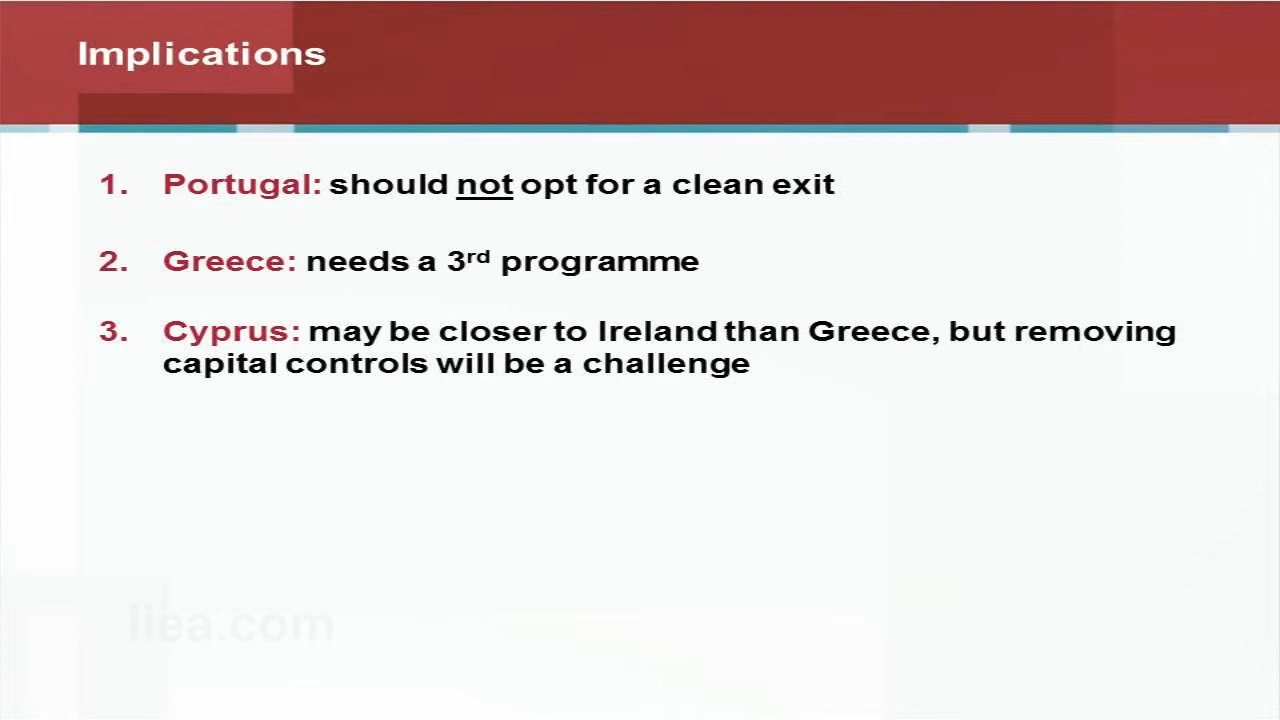 Implications
1. Portugal: should not opt for a clean exit
2. Greece: needs a 3rd programme
3. Cyprus: may be closer to Ireland than Greece, but removing
capital controls will be a challenge
iiea.com